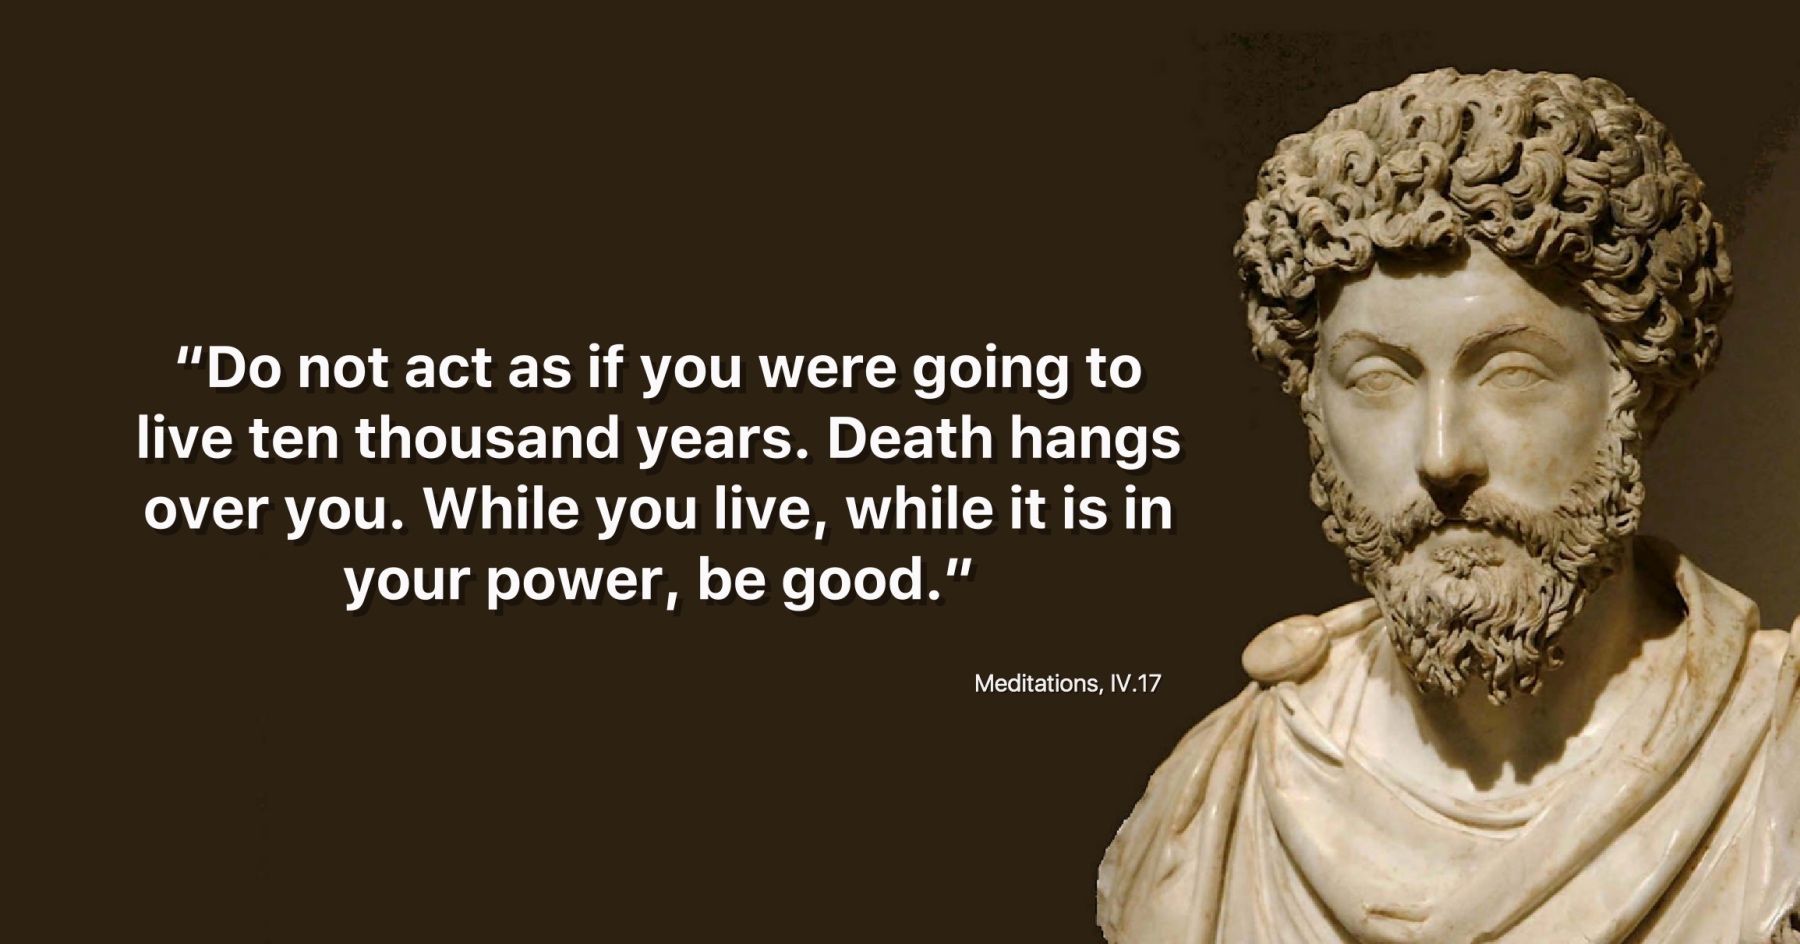 “Do not act as if you were going to
live ten thousand years. Death hangs
over you. While you live, while it is in
your power, be good.”
Meditations, IV.17